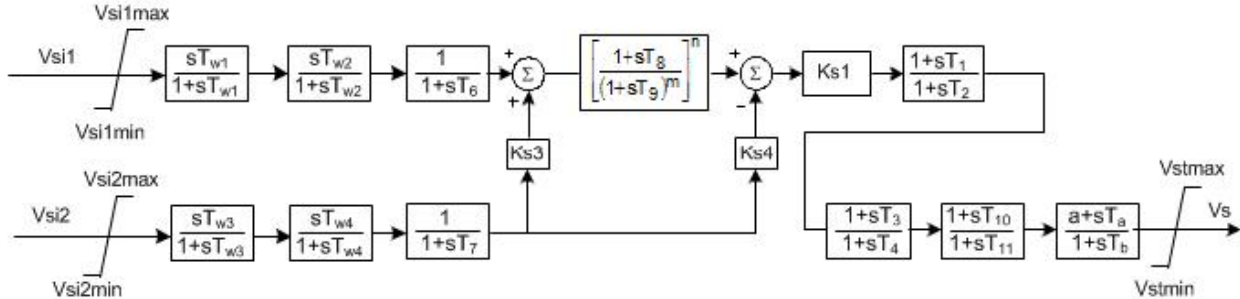 Vsi1max
Vsi1
Vsi1min
sTw1
1+sTw1
sTw2
1+sTw2
1
1+sT6
+
Σ
+
Ks3
[1+sT8
(1+sT9)^m]^n
+
Σ
−
Ks4
Ks1
1+sT1
1+sT2
Vsi2max
Vsi2
Vsi2min
sTw3
1+sTw3
sTw4
1+sTw4
1
1+sT7
1+sT3
1+sT4
1+sT10
1+sT11
a+sTa
1+sTb
Vstmax
Vs
Vstmin